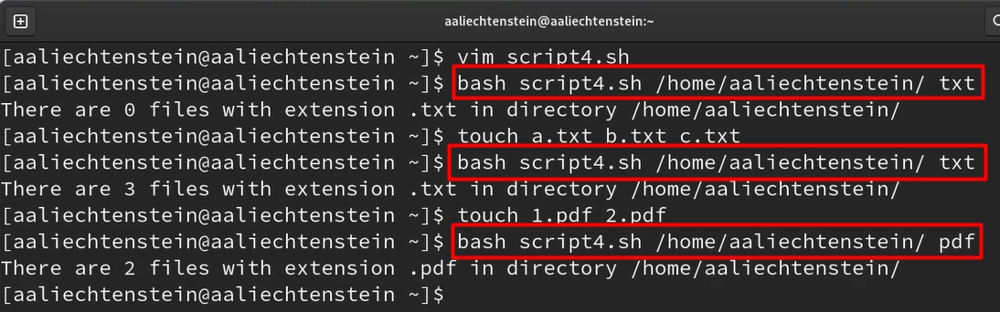 aaliechtenstein@aaliechtenstein:~
[aaliechtenstein@aaliechtenstein ~]$ vim script4.sh
[aaliechtenstein@aaliechtenstein ~]$ bash script4.sh /home/aaliechtenstein/ txt
There are 0 files with extension .txt in directory /home/aaliechtenstein/
[aaliechtenstein@aaliechtenstein ~]$ touch a.txt b.txt c.txt
[aaliechtenstein@aaliechtenstein ~]$ bash script4.sh /home/aaliechtenstein/ txt
There are 3 files with extension .txt in directory /home/aaliechtenstein/
[aaliechtenstein@aaliechtenstein ~]$ touch 1.pdf 2.pdf
[aaliechtenstein@aaliechtenstein ~]$ bash script4.sh /home/aaliechtenstein/ pdf
There are 2 files with extension .pdf in directory /home/aaliechtenstein/
[aaliechtenstein@aaliechtenstein ~]$